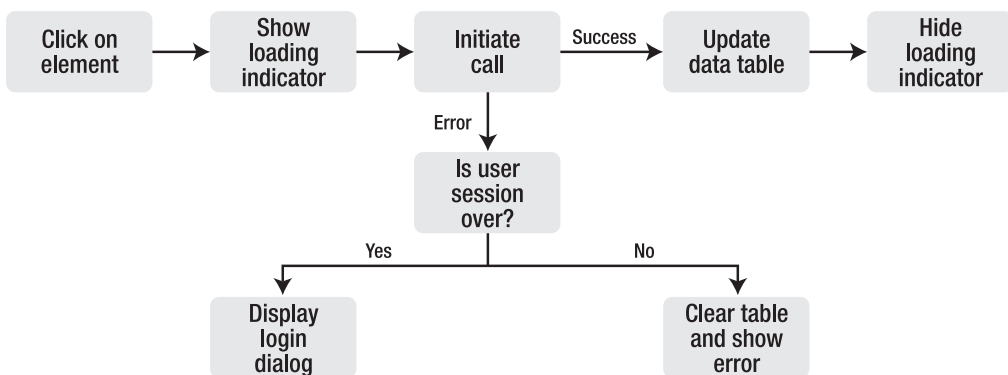 Click on
element
Show
loading
indicator
Initiate
call
Success
Update
data table
Hide
loading
indicator
Error
Is user
session
over?
Yes
No
Display
login
dialog
Clear table
and show
error